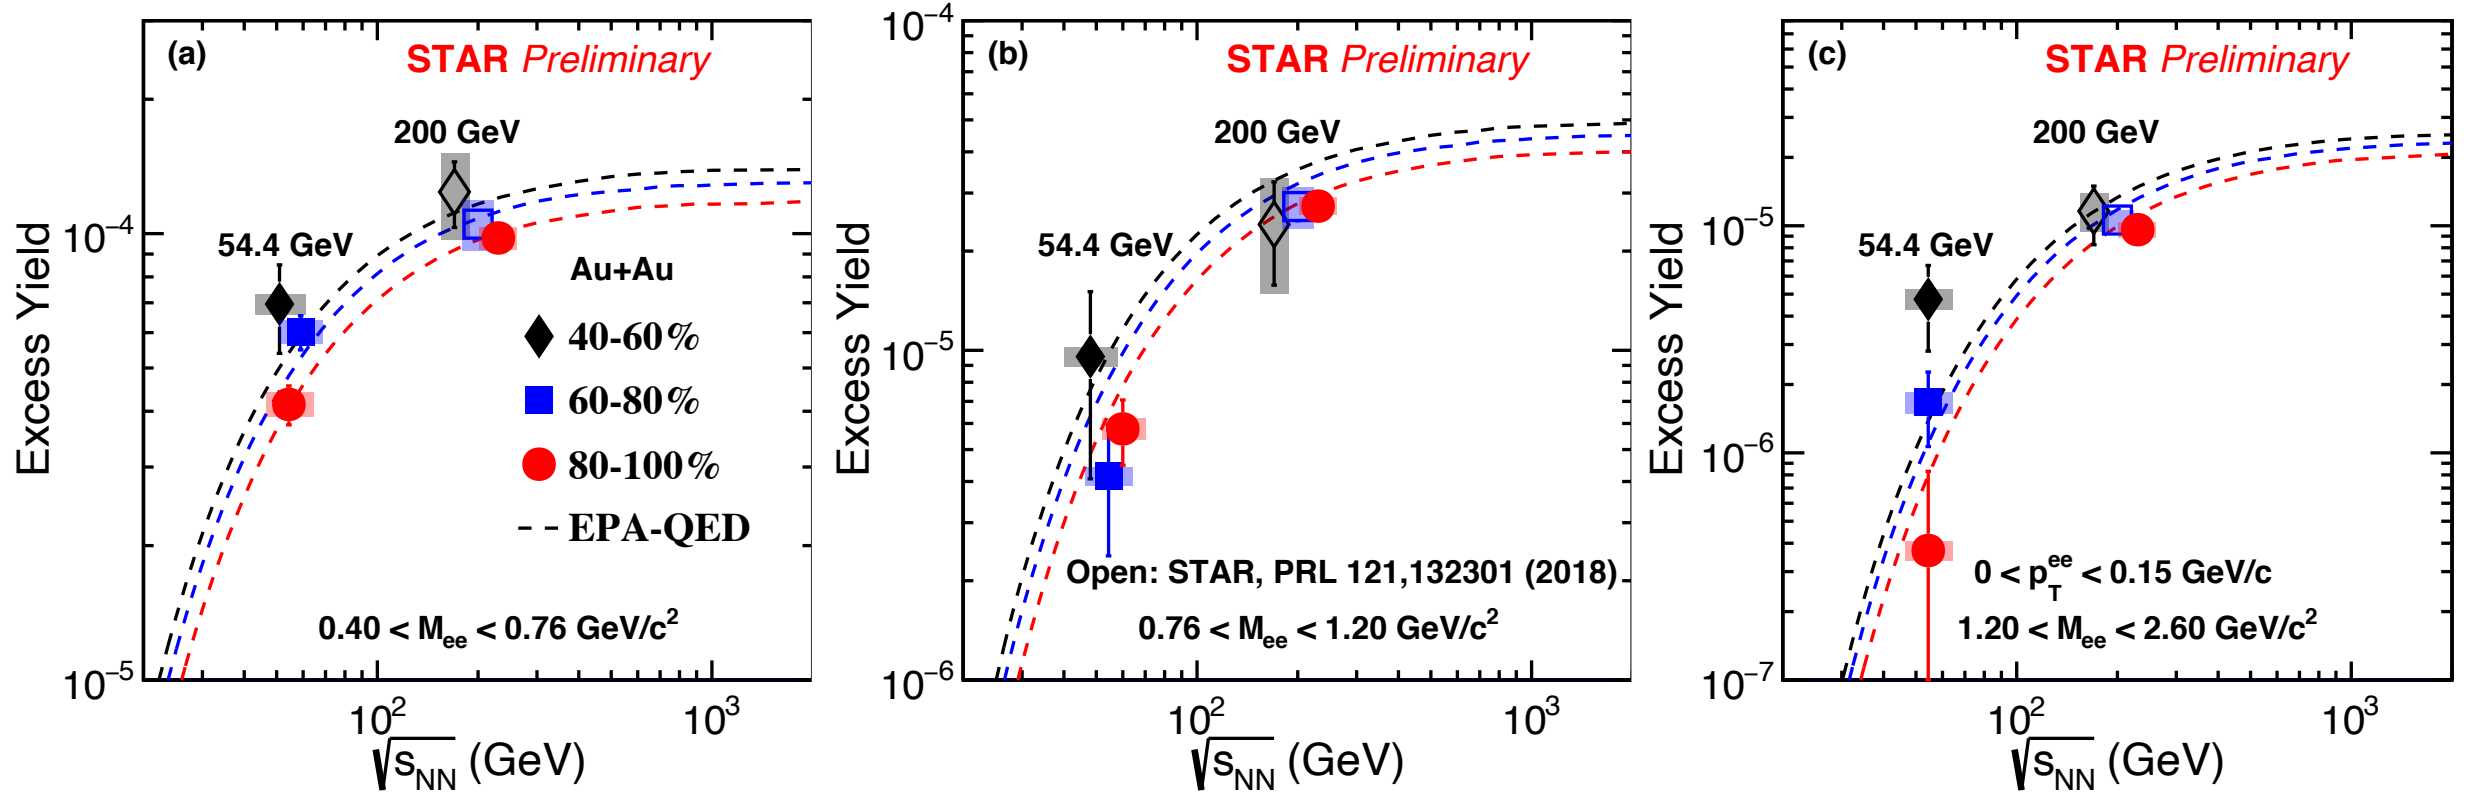 (a)
STAR Preliminary
200 GeV
54.4 GeV
Au+Au
40-60%
60-80%
80-100%
EPA-QED
0.40 < Mee < 0.76 GeV/c²
Excess Yield
10⁻⁴
10⁻⁵
10² 10³
√sNN (GeV)
(b)
STAR Preliminary
200 GeV
54.4 GeV
Open: STAR, PRL 121,132301 (2018)
0.76 < Mee < 1.20 GeV/c²
Excess Yield
10⁻⁴
10⁻⁵
10⁻⁶
10² 10³
√sNN (GeV)
(c)
STAR Preliminary
200 GeV
54.4 GeV
0 < pTee < 0.15 GeV/c
1.20 < Mee < 2.60 GeV/c²
Excess Yield
10⁻⁵
10⁻⁶
10⁻⁷
10² 10³
√sNN (GeV)